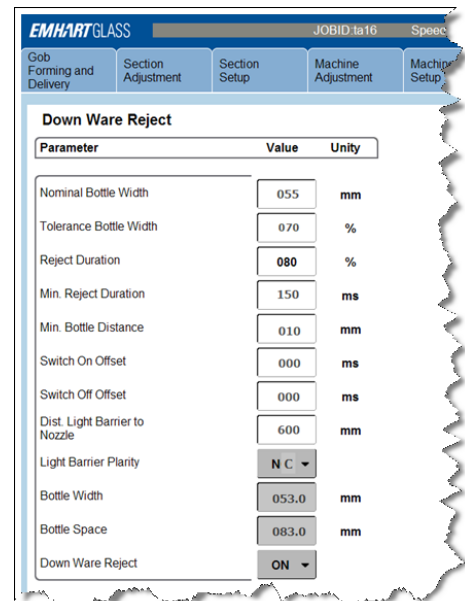 EMHART GLASS JOBID:ta16 Speed
Gob Forming and Delivery
Section Adjustment
Section Setup
Machine Adjustment
Machine Setup
Down Ware Reject
Parameter Value Unity
Nominal Bottle Width 055 mm
Tolerance Bottle Width 070 %
Reject Duration 080 %
Min. Reject Duration 150 ms
Min. Bottle Distance 010 mm
Switch On Offset 000 ms
Switch Off Offset 000 ms
Dist. Light Barrier to
Nozzle 600 mm
Light Barrier Plarity N C
Bottle Width 053.0 mm
Bottle Space 083.0 mm
Down Ware Reject ON